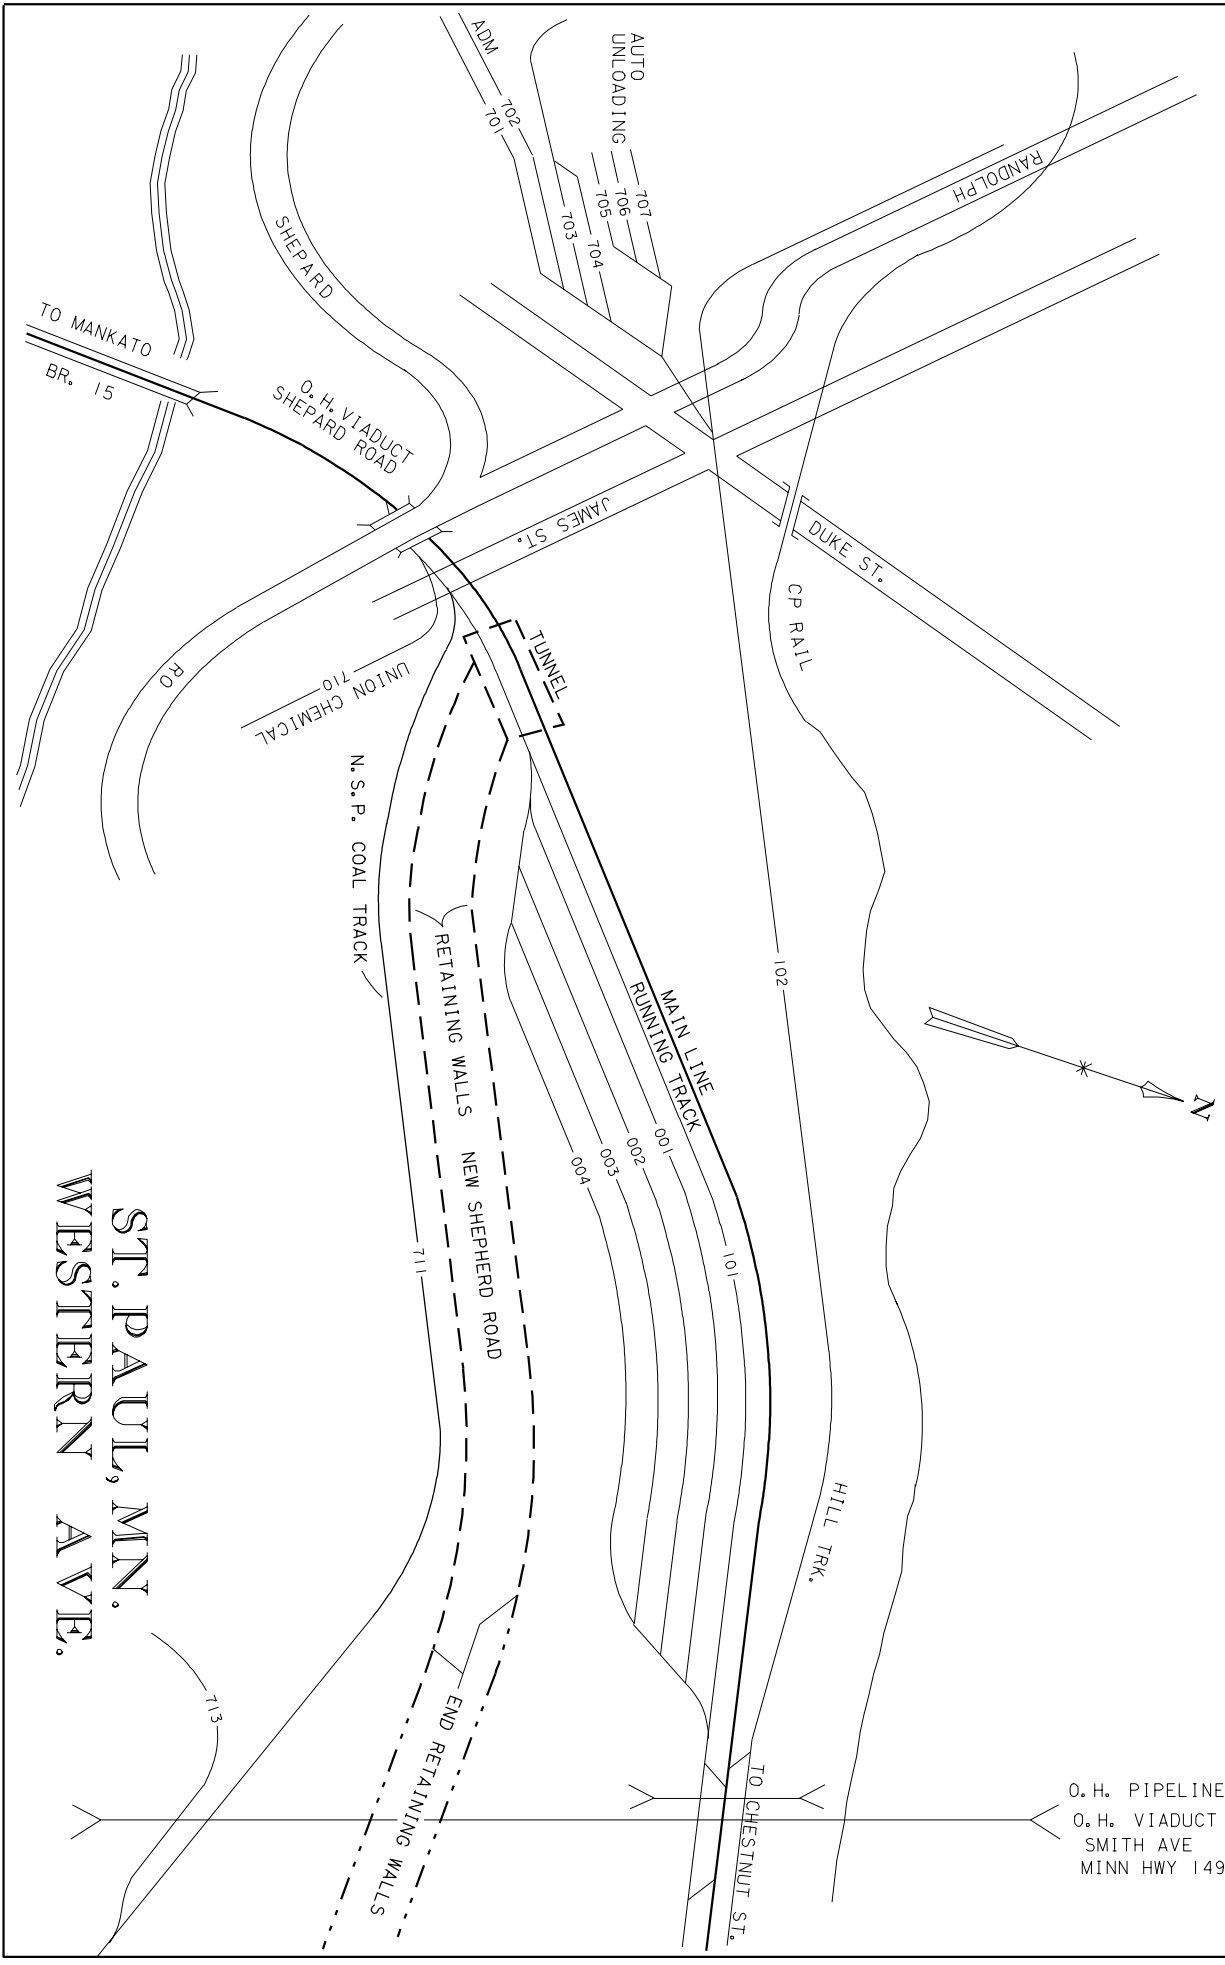 ADM
702
701
AUTO
UNLOADING
707
706
705
704
703
RANDOLPH
SHEPARD
TO MANKATO
BR. 15
O.H. VIADUCT
SHEPARD ROAD
JAMES ST.
DUKE ST.
CP RAIL
TUNNEL
RO
710
UNION CHEMICAL
N.S.P. COAL TRACK
RETAINING WALLS
NEW SHEPHERD ROAD
MAIN LINE
RUNNING TRACK
102
001
002
003
004
101
711
N
HILL TRK.
ST. PAUL, MN.
WESTERN AVE.
713
END RETAINING WALLS
TO CHESTNUT ST.
O.H. PIPELINE
O.H. VIADUCT
SMITH AVE
MINN HWY 149